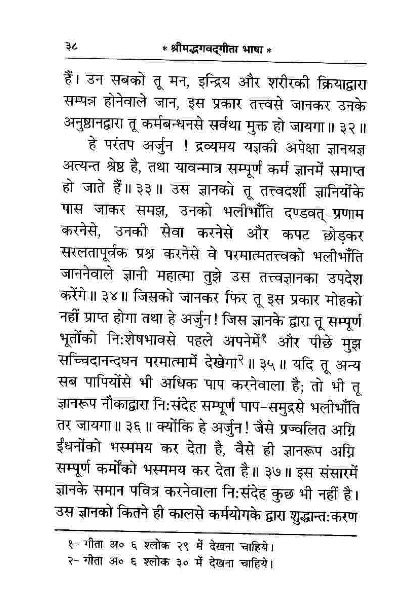 ३८
* श्रीमद्भगवद्गीता भाषा *
हैं। उन सबको तू मन, इन्द्रिय और शरीरकी क्रियाद्वारा
सम्पन्न होनेवाले जान, इस प्रकार तत्त्वसे जानकर उनके
अनुष्ठानद्वारा तू कर्मबन्धनसे सर्वथा मुक्त हो जायगा॥ ३२॥
हे परंतप अर्जुन ! द्रव्यमय यज्ञकी अपेक्षा ज्ञानयज्ञ
अत्यन्त श्रेष्ठ है, तथा यावन्मात्र सम्पूर्ण कर्म ज्ञानमें समाप्त
हो जाते हैं॥ ३३॥ उस ज्ञानको तू तत्त्वदर्शी ज्ञानियोंके
पास जाकर समझ, उनको भलीभाँति दण्डवत् प्रणाम
करनेसे, उनकी सेवा करनेसे और कपट छोड़कर
सरलतापूर्वक प्रश्न करनेसे वे परमात्मतत्त्वको भलीभाँति
जाननेवाले ज्ञानी महात्मा तुझे उस तत्त्वज्ञानका उपदेश
करेंगे॥ ३४॥ जिसको जानकर फिर तू इस प्रकार मोहको
नहीं प्राप्त होगा तथा हे अर्जुन! जिस ज्ञानके द्वारा तू सम्पूर्ण
भूतोंको नि:शेषभावसे पहले अपनेमें१ और पीछे मुझ
सच्चिदानन्दघन परमात्मामें देखेगा२॥ ३५॥ यदि तू अन्य
सब पापियोंसे भी अधिक पाप करनेवाला है; तो भी तू
ज्ञानरूप नौकाद्वारा नि:संदेह सम्पूर्ण पाप-समुद्रसे भलीभाँति
तर जायगा॥ ३६॥ क्योंकि हे अर्जुन! जैसे प्रज्वलित अग्नि
ईंधनोंको भस्ममय कर देता है, वैसे ही ज्ञानरूप अग्नि
सम्पूर्ण कर्मोंको भस्ममय कर देता है॥ ३७॥ इस संसारमें
ज्ञानके समान पवित्र करनेवाला नि:संदेह कुछ भी नहीं है।
उस ज्ञानको कितने ही कालसे कर्मयोगके द्वारा शुद्धान्त:करण
१- गीता अ० ६ श्लोक २९ में देखना चाहिये।
२- गीता अ० ६ श्लोक ३० में देखना चाहिये।